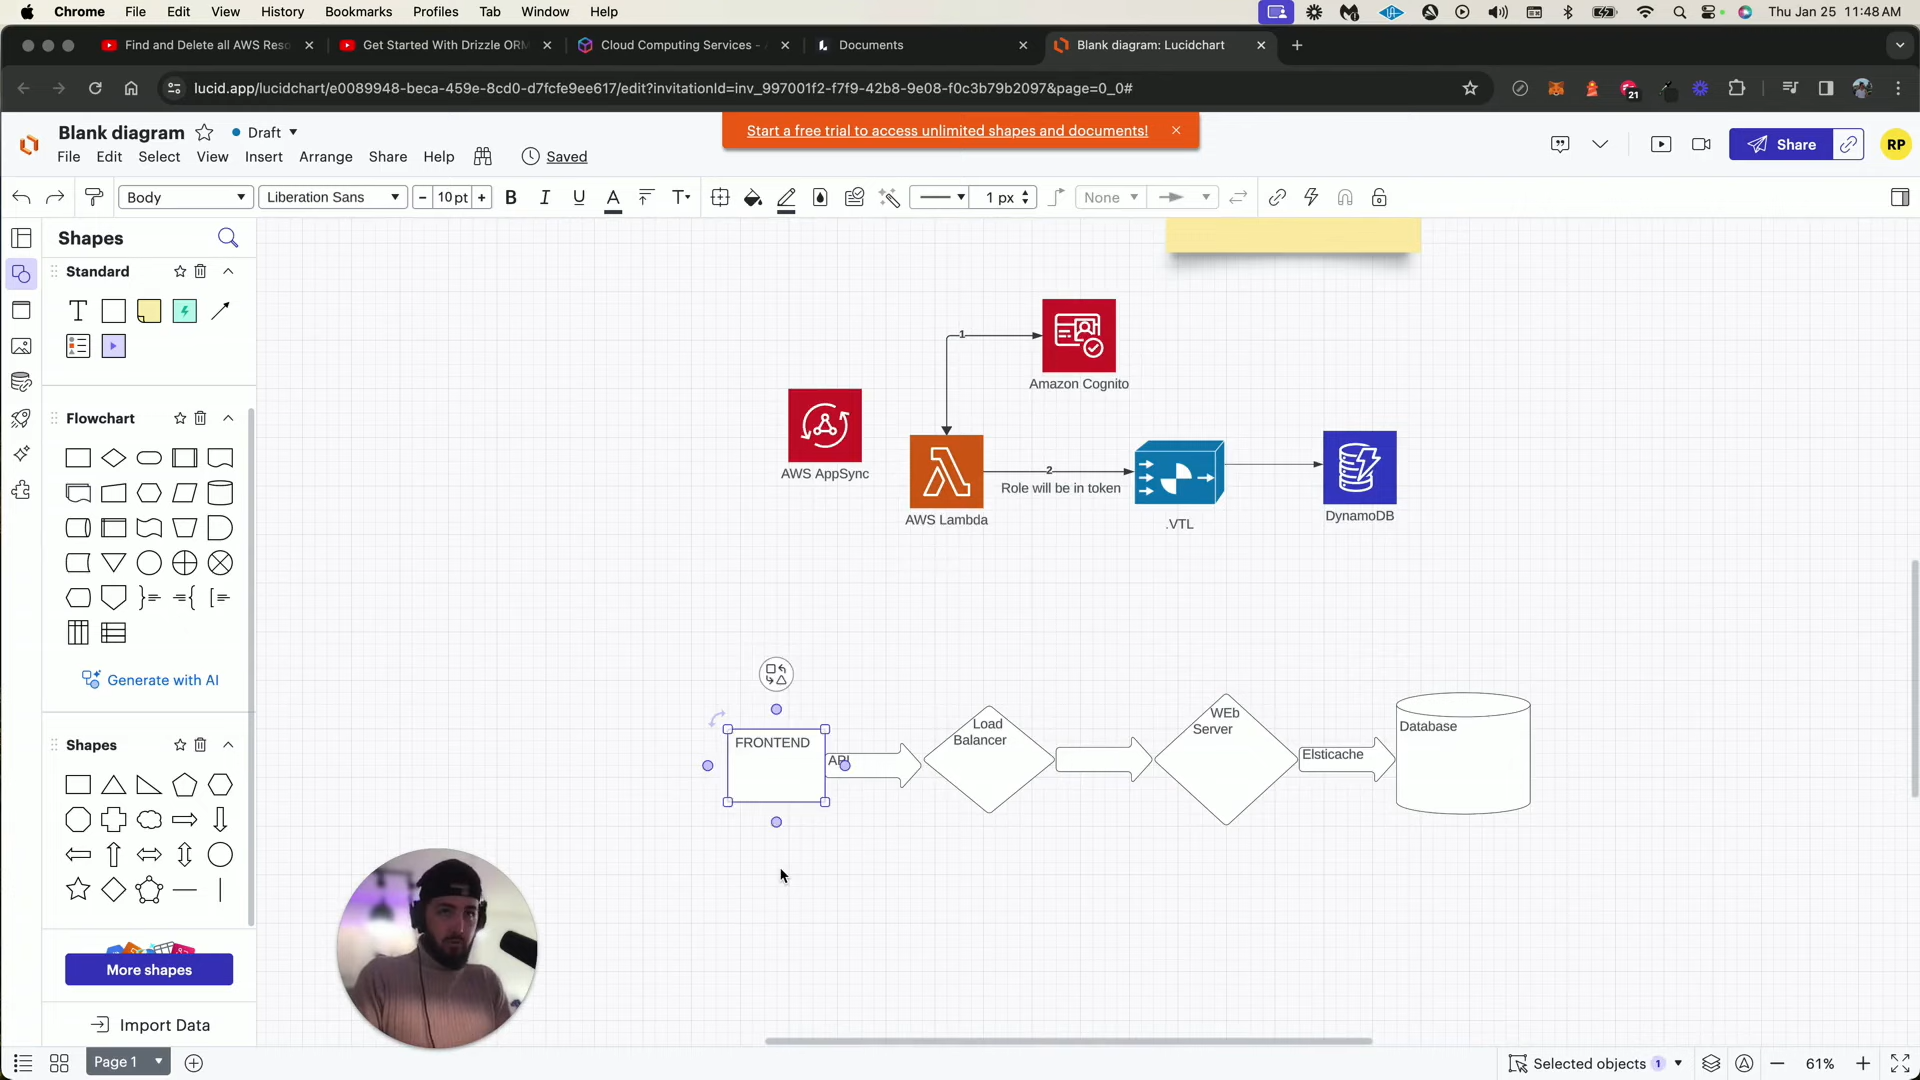 Chrome File Edit View History Bookmarks Profiles Tab Window Help
Thu Jan 25 11:48 AM
Find and Delete all AWS Reso
Get Started With Drizzle ORM
Cloud Computing Services -
Documents
Blank diagram: Lucidchart
lucid.app/lucidchart/e0089948-beca-459e-8cd0-d7fcfe9ee617/edit?invitationId=inv_997001f2-f7f9-42b8-9e08-f0c3b79b2097&page=0_0#
21
Blank diagram
Draft
Start a free trial to access unlimited shapes and documents!
File Edit Select View Insert Arrange Share Help
Saved
Share
RP
Body
Liberation Sans
10 pt
B I U A T
1 px
None
Shapes
Standard
T
Flowchart
Generate with AI
Shapes
More shapes
Import Data
1
Amazon Cognito
AWS AppSync
AWS Lambda
2
Role will be in token
.VTL
DynamoDB
FRONTEND
API
Load
Balancer
WEb
Server
Elsticache
Database
Page 1
Selected objects 1
61%